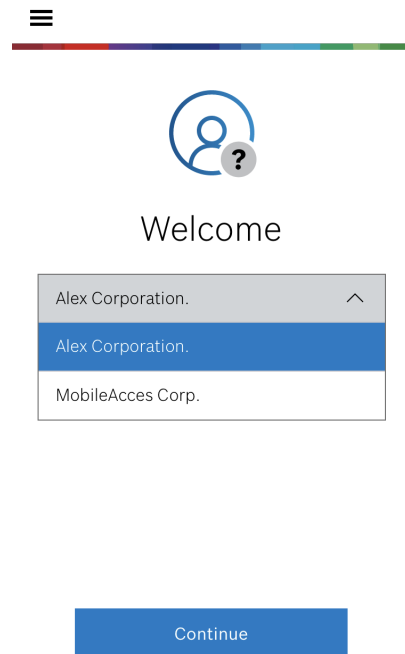 ?
Welcome
Alex Corporation.
Alex Corporation.
MobileAcces Corp.
Continue